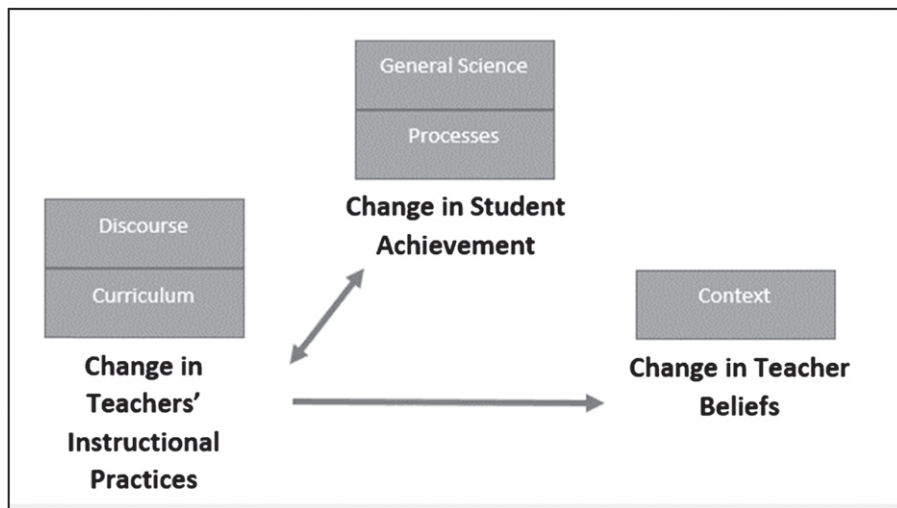 General Science
Processes
Change in Student
Achievement
Discourse
Curriculum
Change in
Teachers’
Instructional
Practices
Context
Change in Teacher
Beliefs